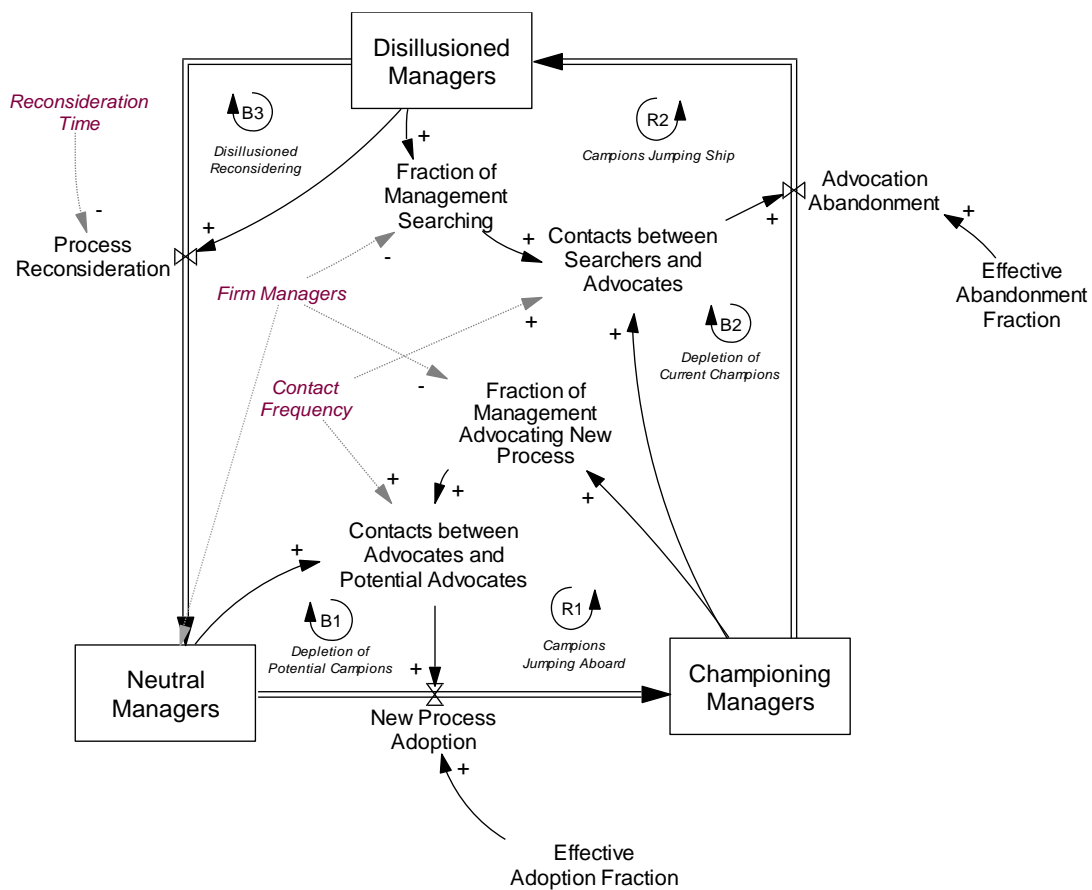 Disillusioned
Managers
Reconsideration
Time
B3
Disillusioned
Reconsidering
R2
Campions Jumping Ship
+
Fraction of
Management
Searching
Advocation
Abandonment
+
+
-
+
Process
Reconsideration
+
Contacts between
Searchers and
Advocates
-
Effective
Abandonment
Fraction
Firm Managers
+
+
B2
Depletion of
Current Champions
-
Contact
Frequency
Fraction of
Management
Advocating New
Process
+
+
+
Contacts between
Advocates and
Potential Advocates
+
B1
Depletion of
Potential Campions
R1
Campions
Jumping Aboard
+
Neutral
Managers
Championing
Managers
New Process
Adoption
+
Effective
Adoption Fraction